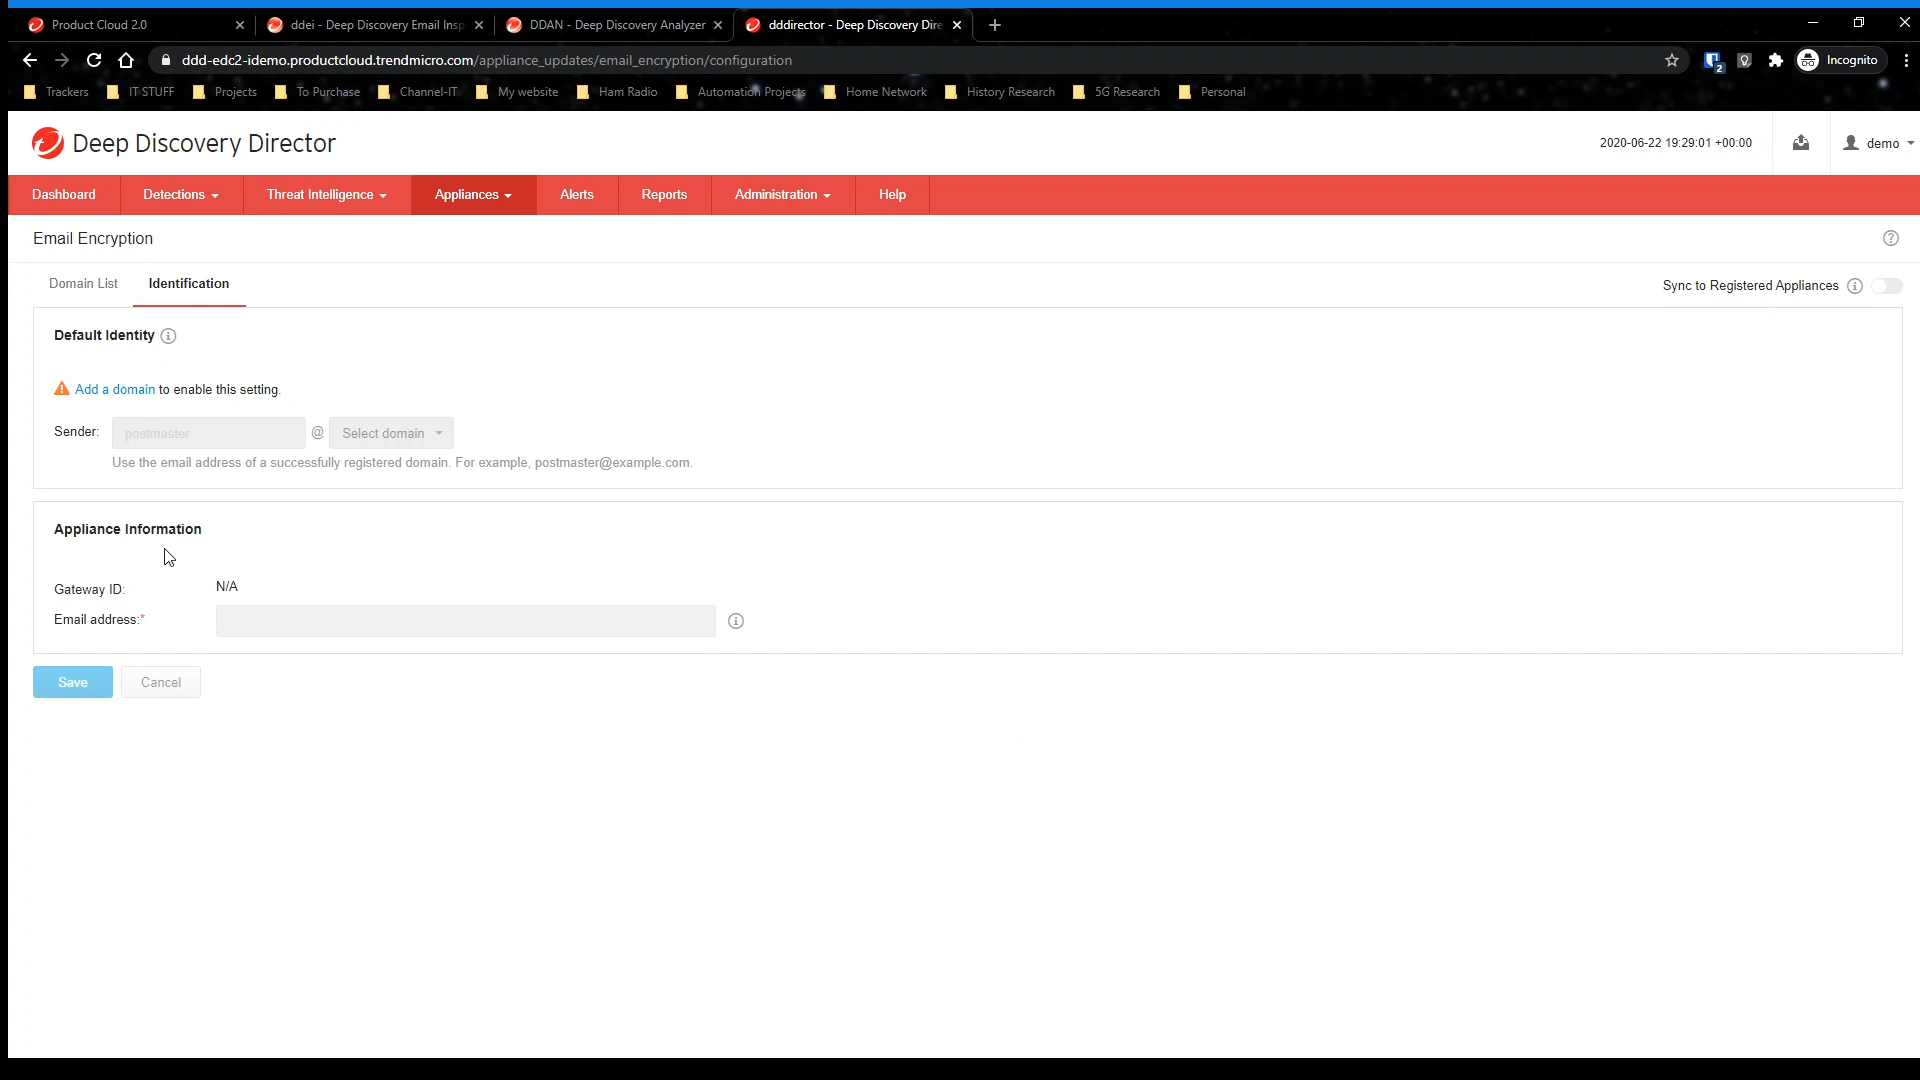 Product Cloud 2.0
ddei - Deep Discovery Email Insp
DDAN - Deep Discovery Analyzer
dddirector - Deep Discovery Dire
ddd-edc2-idemo.productcloud.trendmicro.com/appliance_updates/email_encryption/configuration
2
Incognito
Trackers
IT STUFF
Projects
To Purchase
Channel-IT
My website
Ham Radio
Automation Projects
Home Network
History Research
5G Research
Personal
Deep Discovery Director
2020-06-22 19:29:01 +00:00
demo
Dashboard
Detections
Threat Intelligence
Appliances
Alerts
Reports
Administration
Help
Email Encryption
Domain List
Identification
Sync to Registered Appliances
Default Identity
Add a domain to enable this setting.
Sender:
postmaster
@
Select domain
Use the email address of a successfully registered domain. For example, postmaster@example.com.
Appliance Information
Gateway ID:
N/A
Email address:*
Save
Cancel